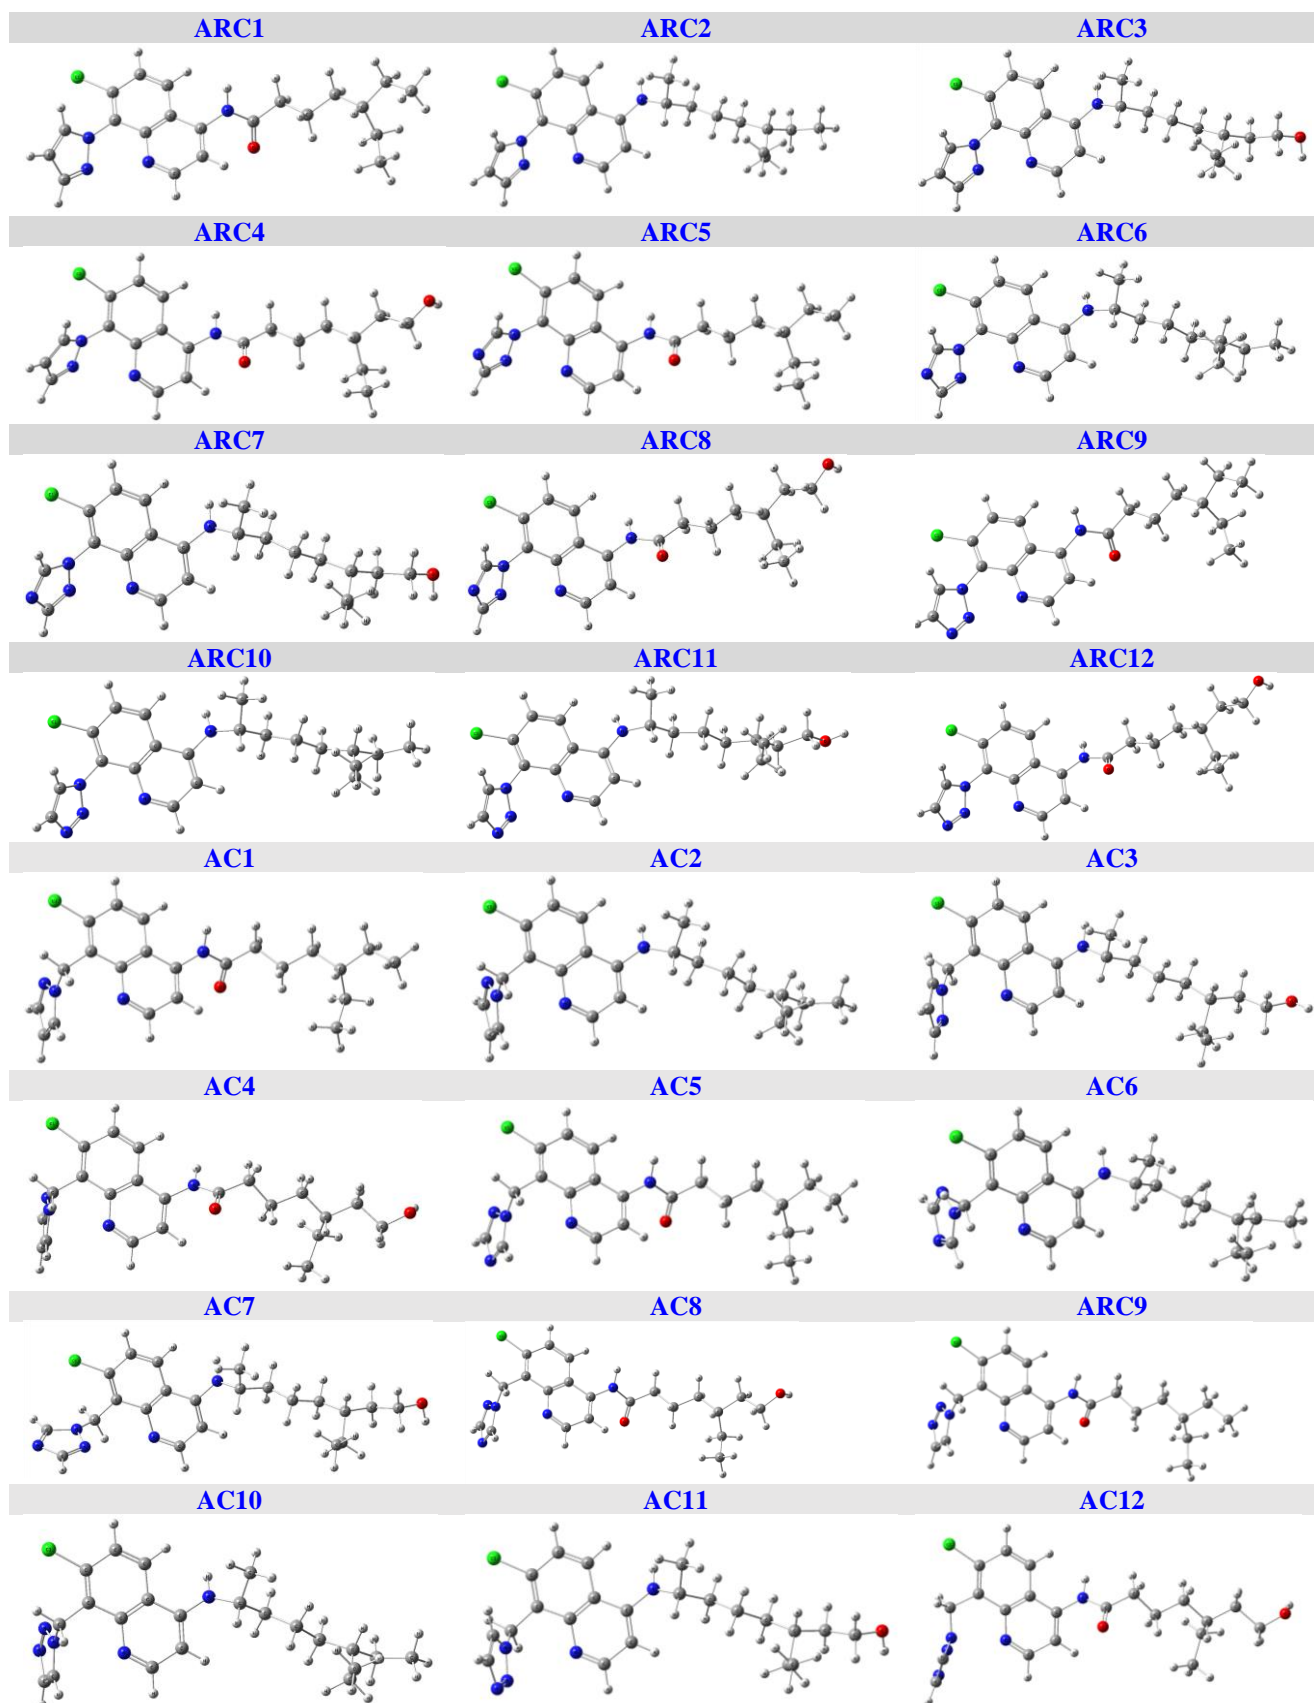 ARC1 ARC2 ARC3
ARC4 ARC5 ARC6
ARC7 ARC8 ARC9
ARC10 ARC11 ARC12
AC1 AC2 AC3
AC4 AC5 AC6
AC7 AC8 ARC9
AC10 AC11 AC12